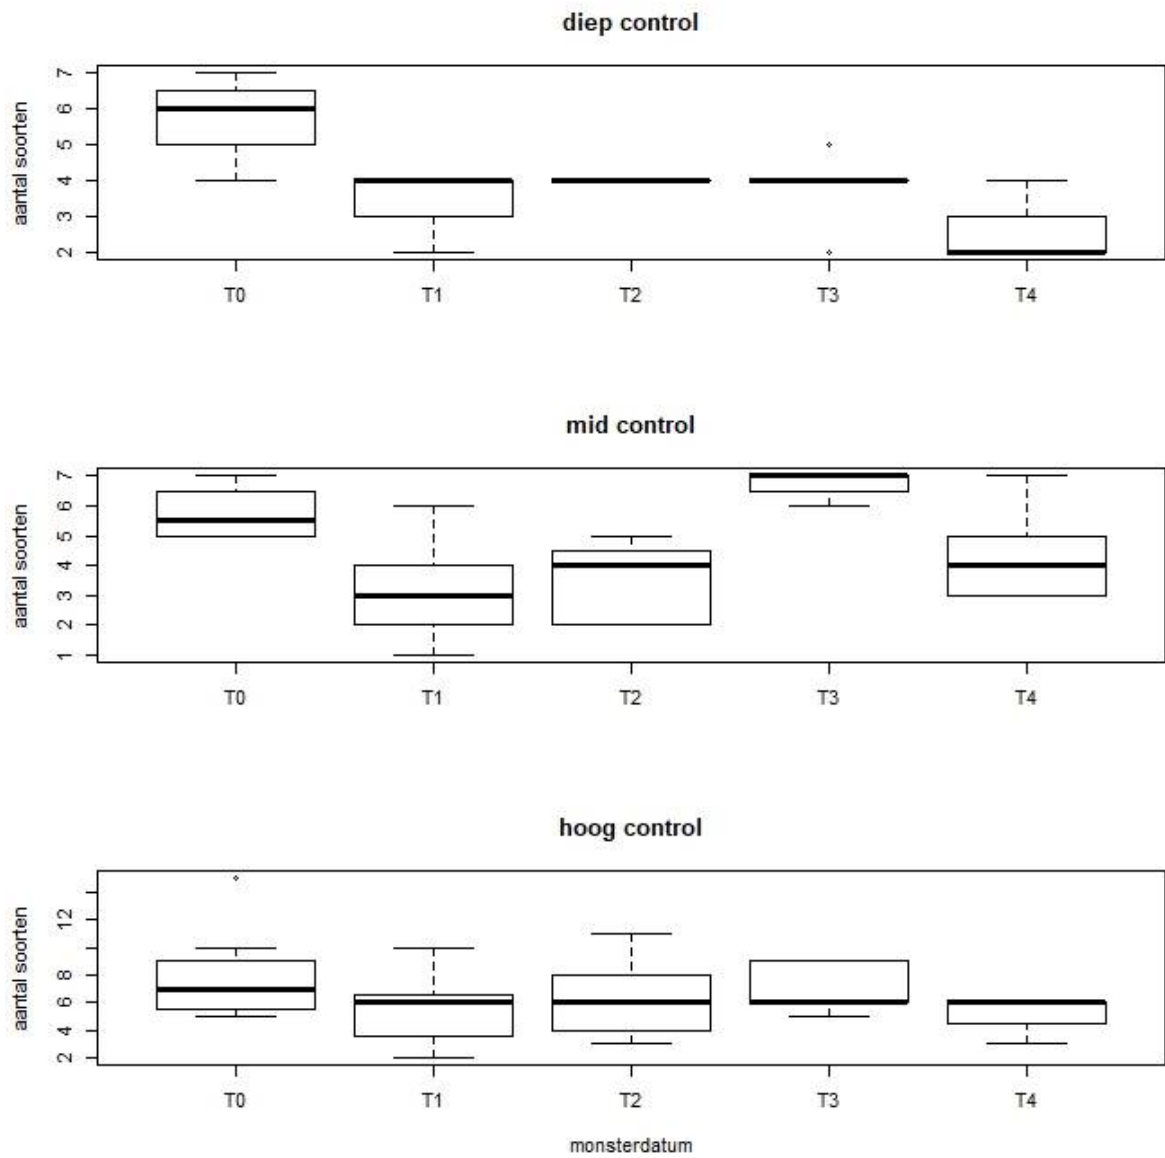 diep control
aantal soorten
7
6
5
4
3
2
T0 T1 T2 T3 T4
mid control
aantal soorten
7
6
5
4
3
2
1
T0 T1 T2 T3 T4
hoog control
aantal soorten
12
8
6
4
2
T0 T1 T2 T3 T4
monsterdatum